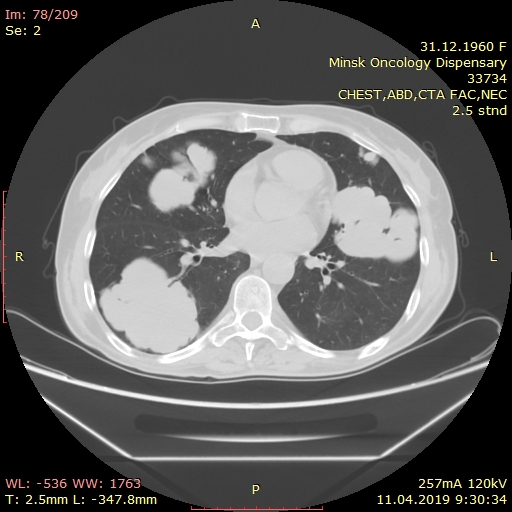 Im: 78/209
Se: 2
A
31.12.1960 F
Minsk Oncology Dispensary
33734
CHEST,ABD,CTA FAC,NEC
2.5 stnd
R
L
WL: -536 WW: 1763
T: 2.5mm L: -347.8mm
P
257mA 120kV
11.04.2019 9:30:34